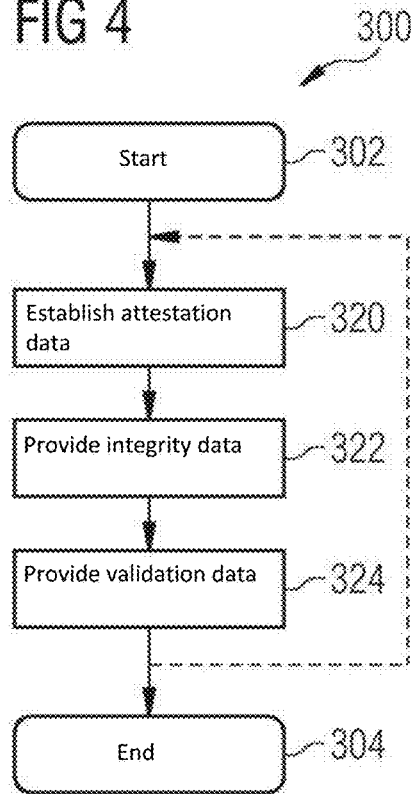 FIG 4
300
Start
302
Establish attestation
data
320
Provide integrity data
322
Provide validation data
324
End
304